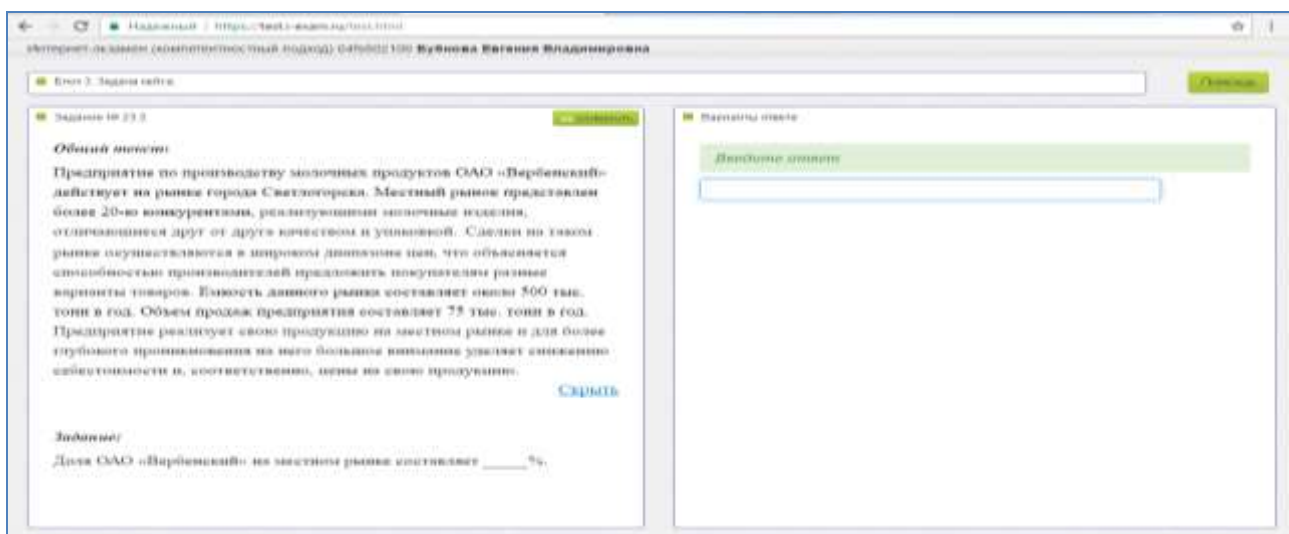 Надежный https://test.i-exam.ru/test.html
Интернет-экзамен (компетентностный подход) Бубнова Евгения Владимировна
Блок 3. Задача кейса
Помощь
Задание № 23.2
Варианты ответа
Общий текст:
Введите ответ
Предприятие по производству молочных продуктов ОАО «Вербенский»
действует на рынке города Светлогорска. Местный рынок представлен
более 20-ю конкурентами, реализующими молочные изделия,
отличающиеся друг от друга качеством и упаковкой. Сделки на таком
рынке осуществляются в широком диапазоне цен, что объясняется
способностью производителей предложить покупателям разные
варианты товаров. Емкость данного рынка составляет около 500 тыс.
тонн в год. Объем продаж предприятия составляет 75 тыс. тонн в год.
Предприятие реализует свою продукцию на местном рынке и для более
глубокого проникновения на него большое внимание уделяет снижению
себестоимости и, соответственно, цены на свою продукцию.
Скрыть
Задание:
Доля ОАО «Вербенский» на местном рынке составляет _____%.